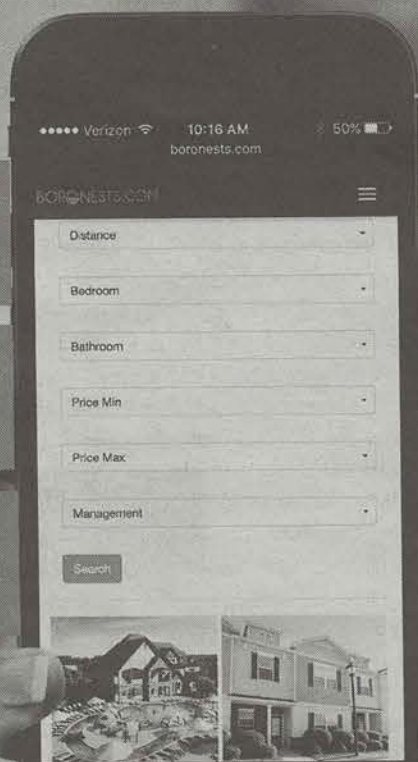 Verizon 10:16 AM 50%
boronests.com
BORONESTS.COM
Distance
Bedroom
Bathroom
Price Min
Price Max
Management
Search